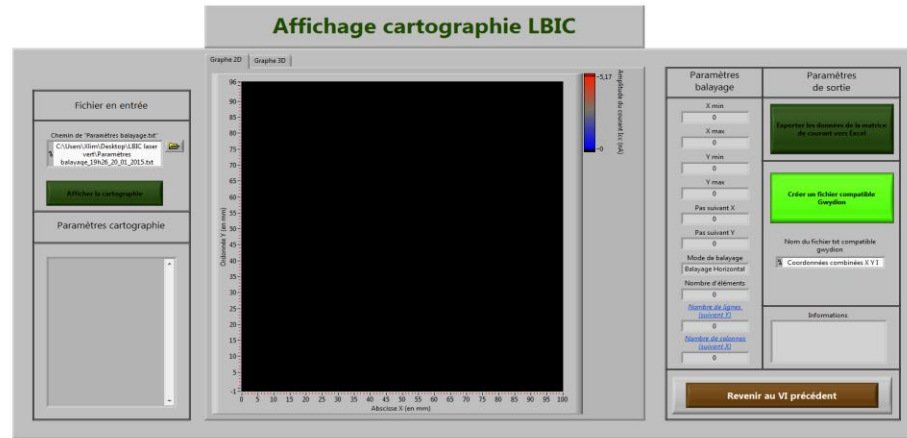 Affichage cartographie LBIC
Fichier en entrée
Chemin de "Paramètres balayage.txt"
C:\Users\Xlim\Desktop\LBIC laser
vert\Paramètres
balayage_19h26_20_01_2015.txt
Afficher la cartographie
Paramètres cartographie
Graphe 2D
Graphe 3D
Ordonnée Y (en mm)
96
90
85
80
75
70
65
60
55
50
45
40
35
30
25
20
15
10
5
-1
0 5 10 15 20 25 30 35 40 45 50 55 60 65 70 75 80 85 90 95 100
Abscisse X (en mm)
5,17
0
Amplitude du courant Icc (nA)
Paramètres
balayage
X min
0
X max
0
Y min
0
Y max
0
Pas suivant X
0
Pas suivant Y
0
Mode de balayage
Balayage Horizontal
Nombre d'éléments
0
Nombre de lignes
(suivant Y)
0
Nombre de colonnes
(suivant X)
0
Paramètres
de sortie
Exporter les données de la matrice
de courant vers Excel
Créer un fichier compatible
Gwydion
Nom du fichier txt compatible
gwydion
Coordonnées combinées X Y I
Informations
Revenir au VI précédent